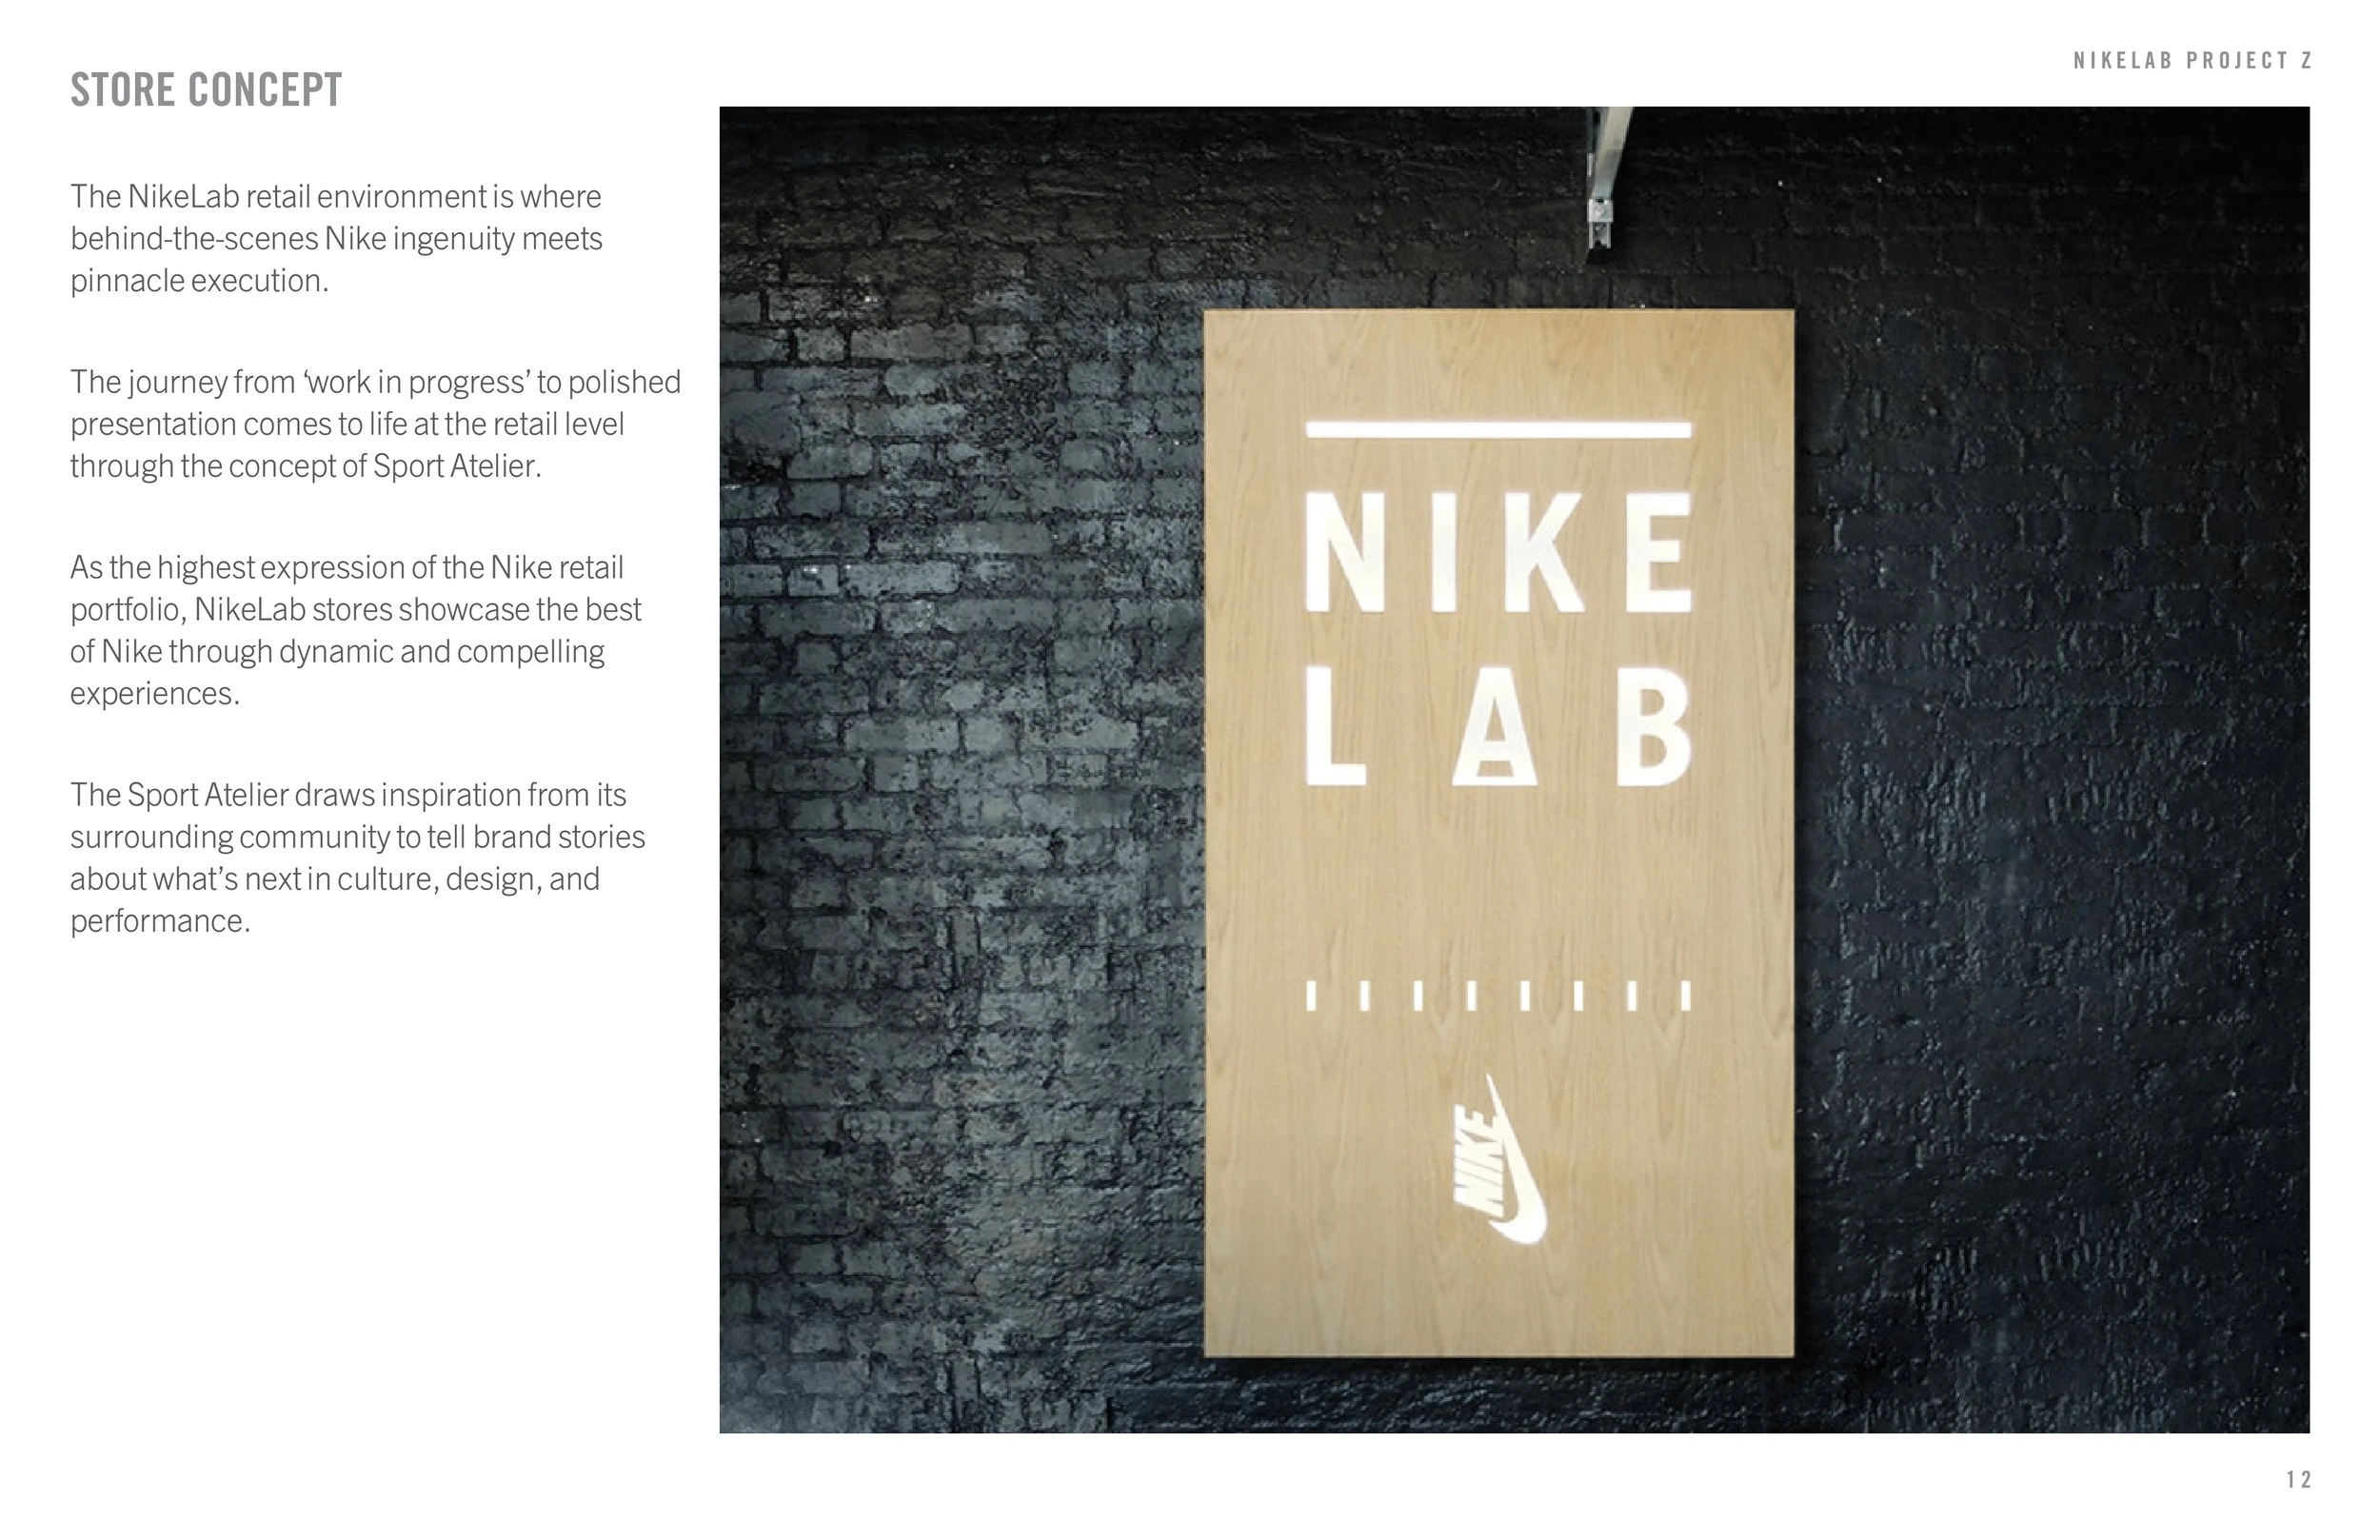 NIKELAB PROJECT Z
STORE CONCEPT
The NikeLab retail environment is where
behind-the-scenes Nike ingenuity meets
pinnacle execution.
The journey from ‘work in progress’ to polished
presentation comes to life at the retail level
through the concept of Sport Atelier.
As the highest expression of the Nike retail
portfolio, NikeLab stores showcase the best
of Nike through dynamic and compelling
experiences.
The Sport Atelier draws inspiration from its
surrounding community to tell brand stories
about what’s next in culture, design, and
performance.
NIKE
LAB
NIKE
12